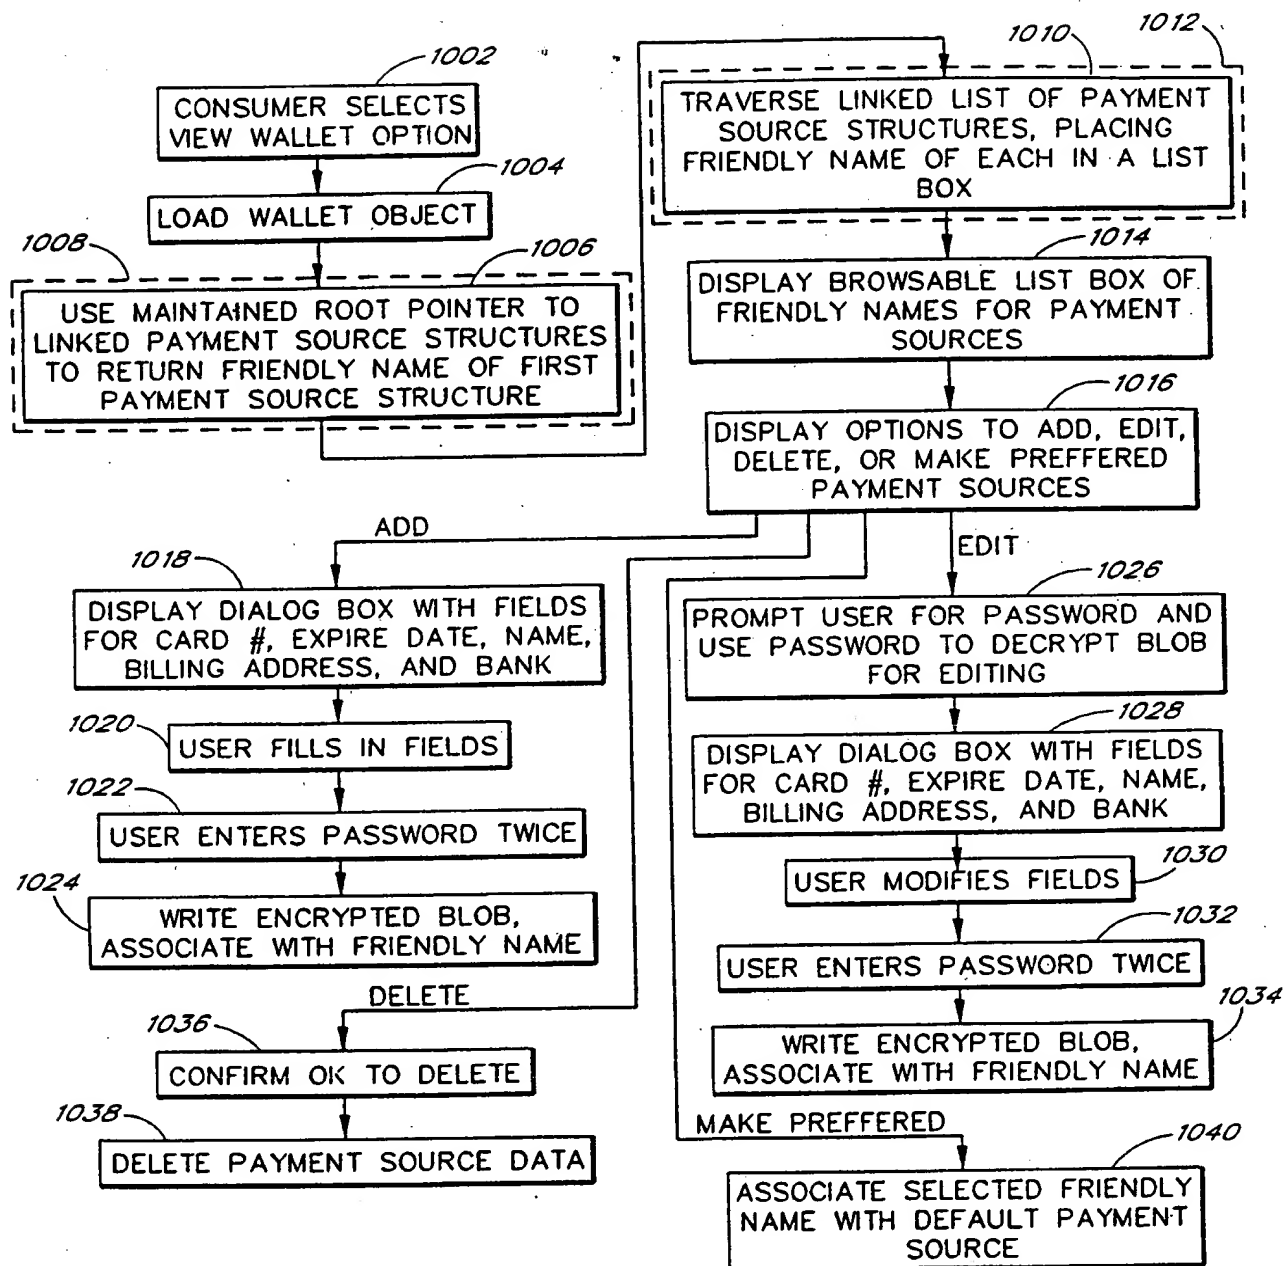 1002
CONSUMER SELECTS
VIEW WALLET OPTION
1004
LOAD WALLET OBJECT
1008
1006
USE MAINTAINED ROOT POINTER TO
LINKED PAYMENT SOURCE STRUCTURES
TO RETURN FRIENDLY NAME OF FIRST
PAYMENT SOURCE STRUCTURE
1010
1012
TRAVERSE LINKED LIST OF PAYMENT
SOURCE STRUCTURES, PLACING
FRIENDLY NAME OF EACH IN A LIST
BOX
1014
DISPLAY BROWSABLE LIST BOX OF
FRIENDLY NAMES FOR PAYMENT
SOURCES
1016
DISPLAY OPTIONS TO ADD, EDIT,
DELETE, OR MAKE PREFFERED
PAYMENT SOURCES
ADD
1018
DISPLAY DIALOG BOX WITH FIELDS
FOR CARD #, EXPIRE DATE, NAME,
BILLING ADDRESS, AND BANK
1020
USER FILLS IN FIELDS
1022
USER ENTERS PASSWORD TWICE
1024
WRITE ENCRYPTED BLOB,
ASSOCIATE WITH FRIENDLY NAME
DELETE
1036
CONFIRM OK TO DELETE
1038
DELETE PAYMENT SOURCE DATA
EDIT
1026
PROMPT USER FOR PASSWORD AND
USE PASSWORD TO DECRYPT BLOB
FOR EDITING
1028
DISPLAY DIALOG BOX WITH FIELDS
FOR CARD #, EXPIRE DATE, NAME,
BILLING ADDRESS, AND BANK
1030
USER MODIFIES FIELDS
1032
USER ENTERS PASSWORD TWICE
1034
WRITE ENCRYPTED BLOB,
ASSOCIATE WITH FRIENDLY NAME
MAKE PREFFERED
1040
ASSOCIATE SELECTED FRIENDLY
NAME WITH DEFAULT PAYMENT
SOURCE